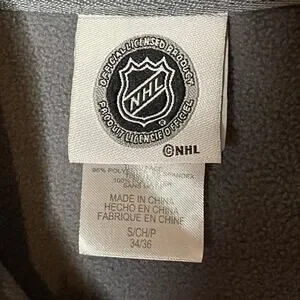 OFFICIAL LICENSED PRODUCT
NHL
PRODUIT LICENCIÉ OFFICIEL
©NHL
MADE IN CHINA
HECHO EN CHINA
FABRIQUÉ EN CHINE
S/CH/P
34/36